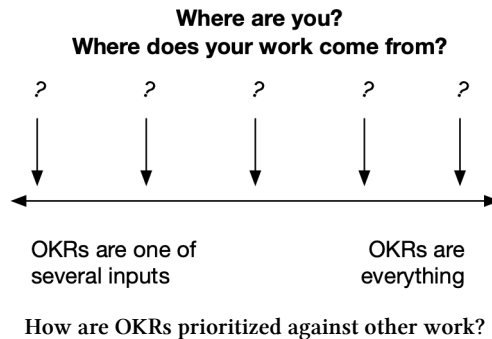 Where are you?
Where does your work come from?
? ? ? ? ?
OKRs are one of
several inputs
OKRs are
everything
How are OKRs prioritized against other work?